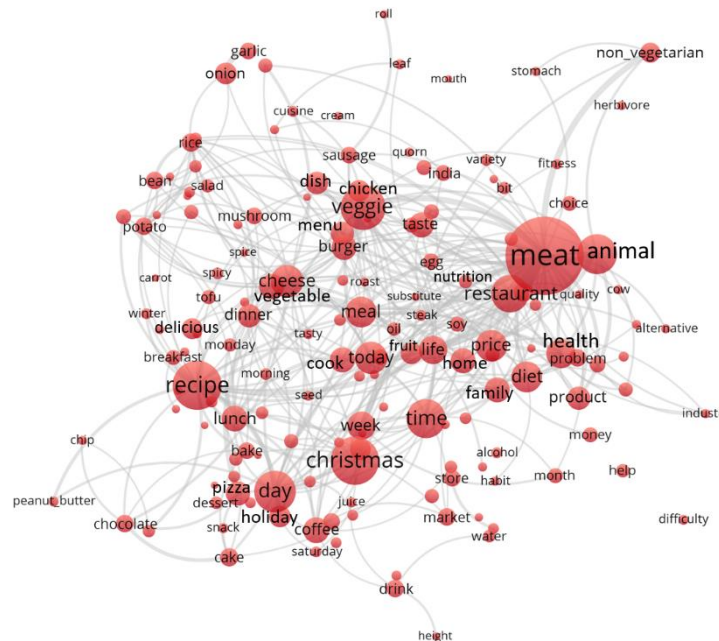 roll
garlic
non_vegetarian
onion
leaf
mouth
stomach
herbivore
cuisine
cream
rice
sausage
quorn
variety
fitness
india
bean
salad
dish
chicken
bit
veggie
choice
mushroom
menu
taste
potato
burger
meat
animal
spice
egg
carrot
spicy
cheese
roast
nutrition
vegetable
restaurant
quality
cow
tofu
substitute
winter
dinner
meal
steak
delicious
tasty
oil
soy
alternative
monday
fruit
life
price
health
breakfast
cook
today
home
problem
morning
recipe
diet
seed
family
product
indust
lunch
week
time
money
chip
bake
christmas
alcohol
help
pizza
day
store
habit
month
peanut_butter
dessert
juice
chocolate
holiday
market
difficulty
snack
coffee
water
cake
saturday
drink
height